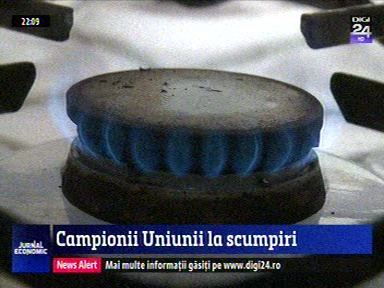 22:09
DIGI
24
HD
JURNAL
ECONOMIC
Campionii Uniunii la scumpiri
News Alert
Mai multe informații găsiți pe www.digi24.ro